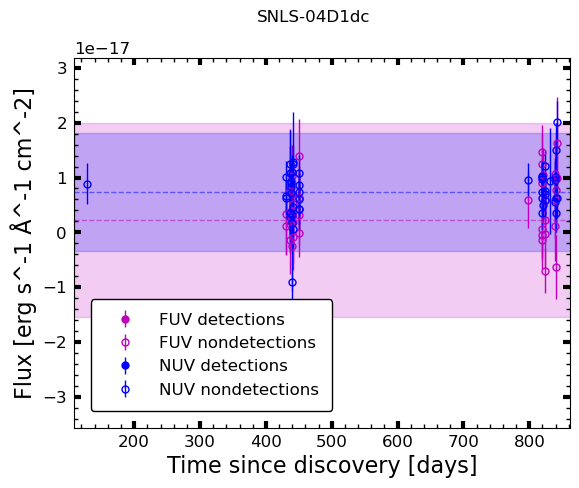 SNLS-04D1dc
1e−17
3
2
1
0
−1
−2
−3
Flux [erg s^-1 Å^-1 cm^-2]
FUV detections
FUV nondetections
NUV detections
NUV nondetections
200 300 400 500 600 700 800
Time since discovery [days]